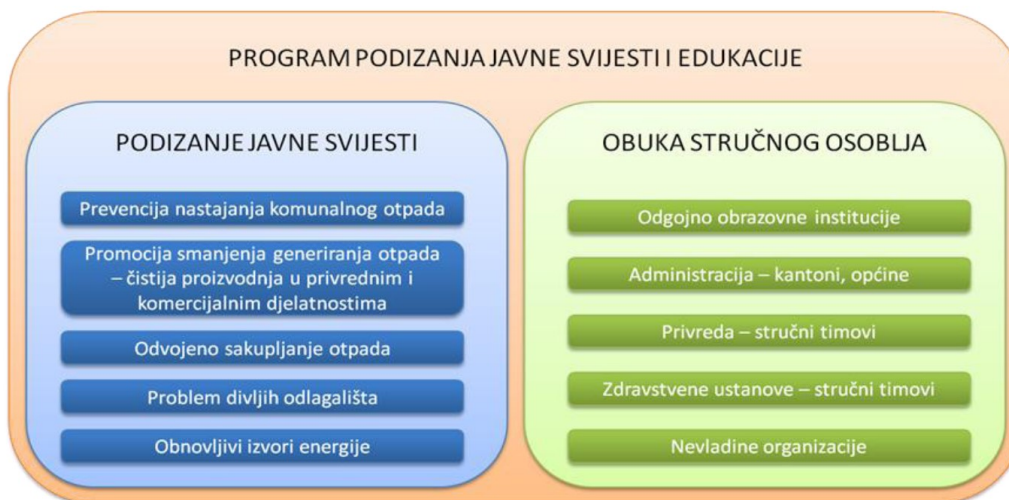 PROGRAM PODIZANJA JAVNE SVIJESTI I EDUKACIJE
PODIZANJE JAVNE SVIJESTI
Prevencija nastajanja komunalnog otpada
Promocija smanjenja generiranja otpada
– čistija proizvodnja u privrednim i
komercijalnim djelatnostima
Odvojeno sakupljanje otpada
Problem divljih odlagališta
Obnovljivi izvori energije
OBUKA STRUČNOG OSOBLJA
Odgojno obrazovne institucije
Administracija – kantoni, općine
Privreda – stručni timovi
Zdravstvene ustanove – stručni timovi
Nevladine organizacije